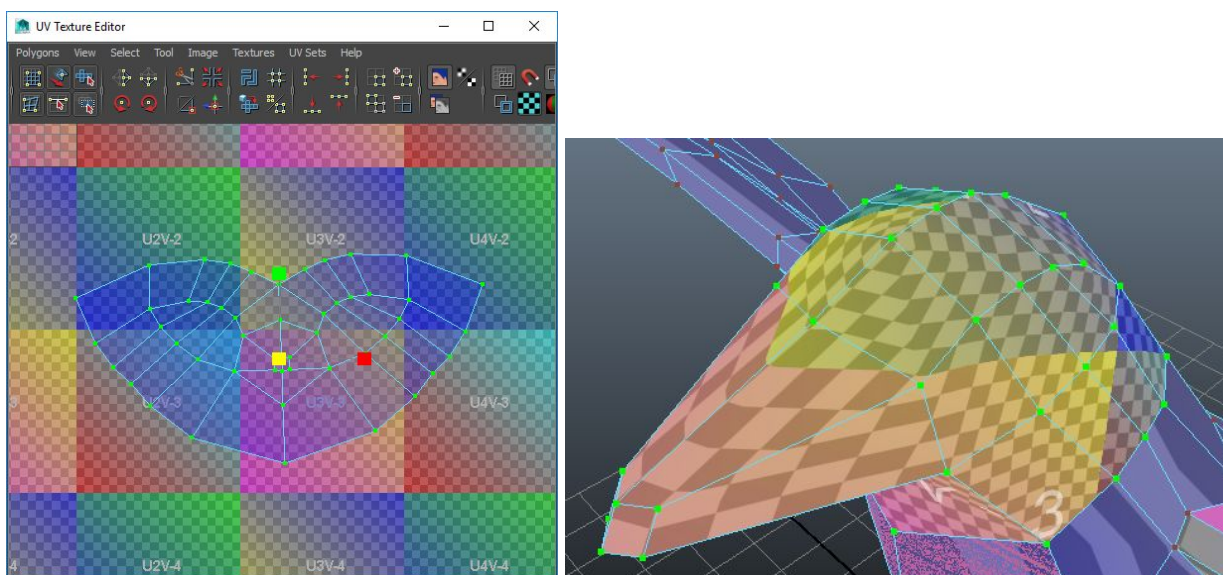 UV Texture Editor
Polygons View Select Tool Image Textures UV Sets Help
2 U2V-2 U3V-2 U4V-2
U2V-3 U3V-3 U4V-3
3
4 U2V-4 U3V-4 U4V-4